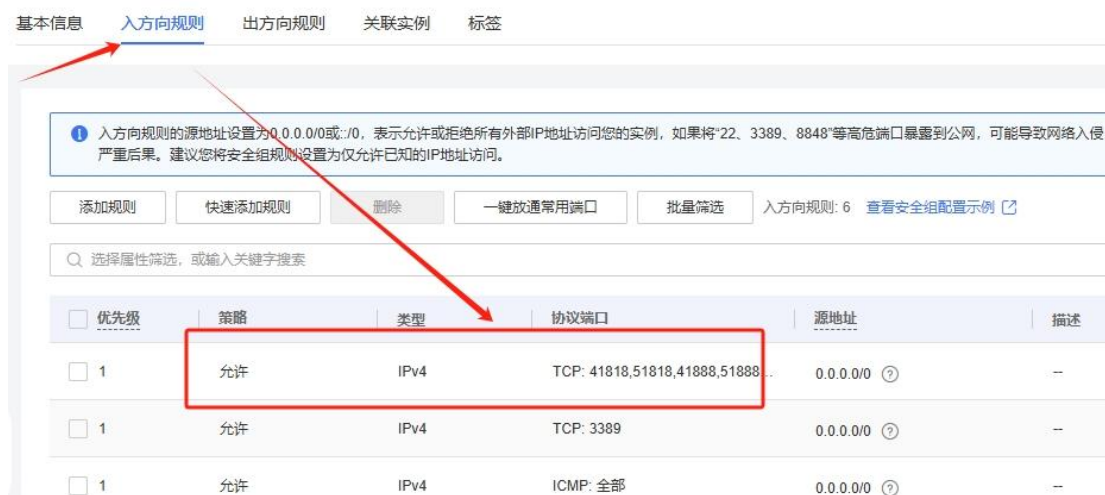 基本信息 入方向规则 出方向规则 关联实例 标签
入方向规则的源地址设置为0.0.0.0/0或::/0，表示允许或拒绝所有外部IP地址访问您的实例，如果将“22、3389、8848”等高危端口暴露到公网，可能导致网络入侵
严重后果。建议您将安全组规则设置为仅允许已知的IP地址访问。
添加规则 快速添加规则 删除 一键放通常用端口 批量筛选 入方向规则: 6 查看安全组配置示例
选择属性筛选，或输入关键字搜索
优先级 策略 类型 协议端口 源地址 描述
1 允许 IPv4 TCP: 41818,51818,41888,51888... 0.0.0.0/0 --
1 允许 IPv4 TCP: 3389 0.0.0.0/0 --
1 允许 IPv4 ICMP: 全部 0.0.0.0/0 --